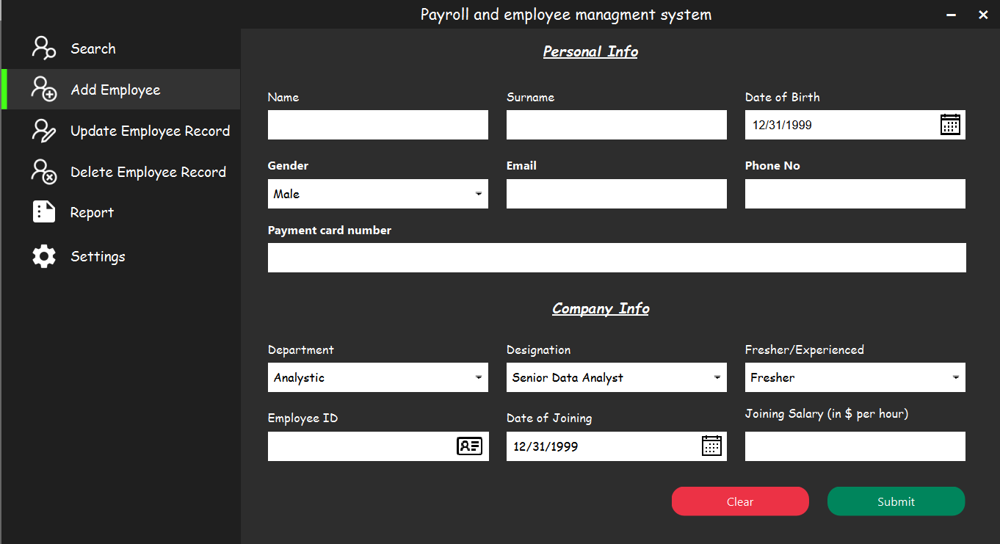 Payroll and employee managment system
Search
Add Employee
Update Employee Record
Delete Employee Record
Report
Settings
Personal Info
Name Surname Date of Birth
12/31/1999
Gender Email Phone No
Male
Payment card number
Company Info
Department Designation Fresher/Experienced
Analystic Senior Data Analyst Fresher
Employee ID Date of Joining Joining Salary (in $ per hour)
12/31/1999
Clear Submit